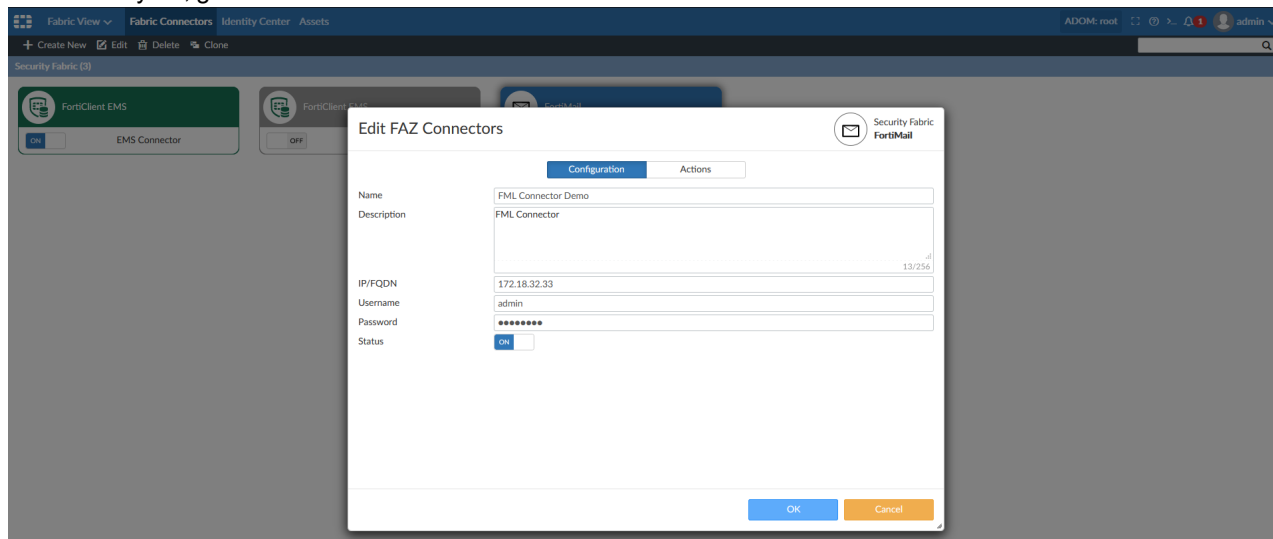 Fabric View Fabric Connectors Identity Center Assets ADOM: root 1 admin
Create New Edit Delete Clone
Security Fabric (3)
FortiClient EMS
ON EMS Connector
OFF
Edit FAZ Connectors
Security Fabric
FortiMail
Configuration Actions
Name FML Connector Demo
Description FML Connector
13/256
IP/FQDN 172.18.32.33
Username admin
Password ••••••••
Status ON
OK Cancel